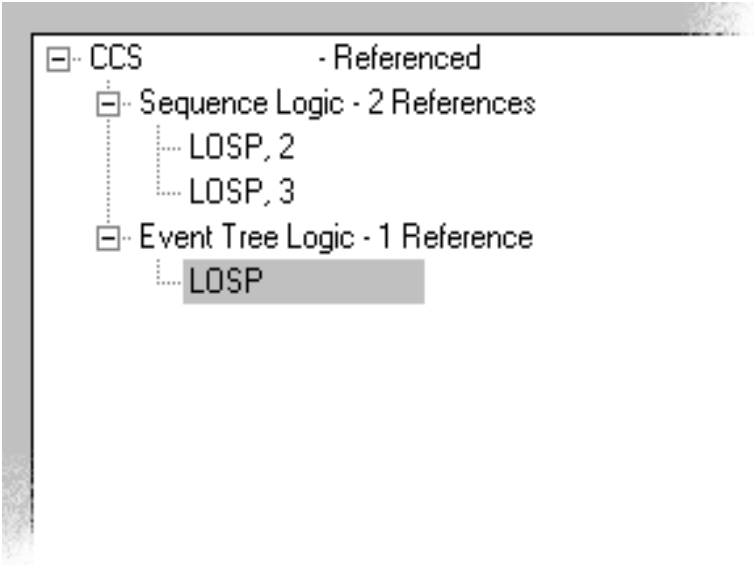 CCS - Referenced
Sequence Logic - 2 References
LOSP, 2
LOSP, 3
Event Tree Logic - 1 Reference
LOSP